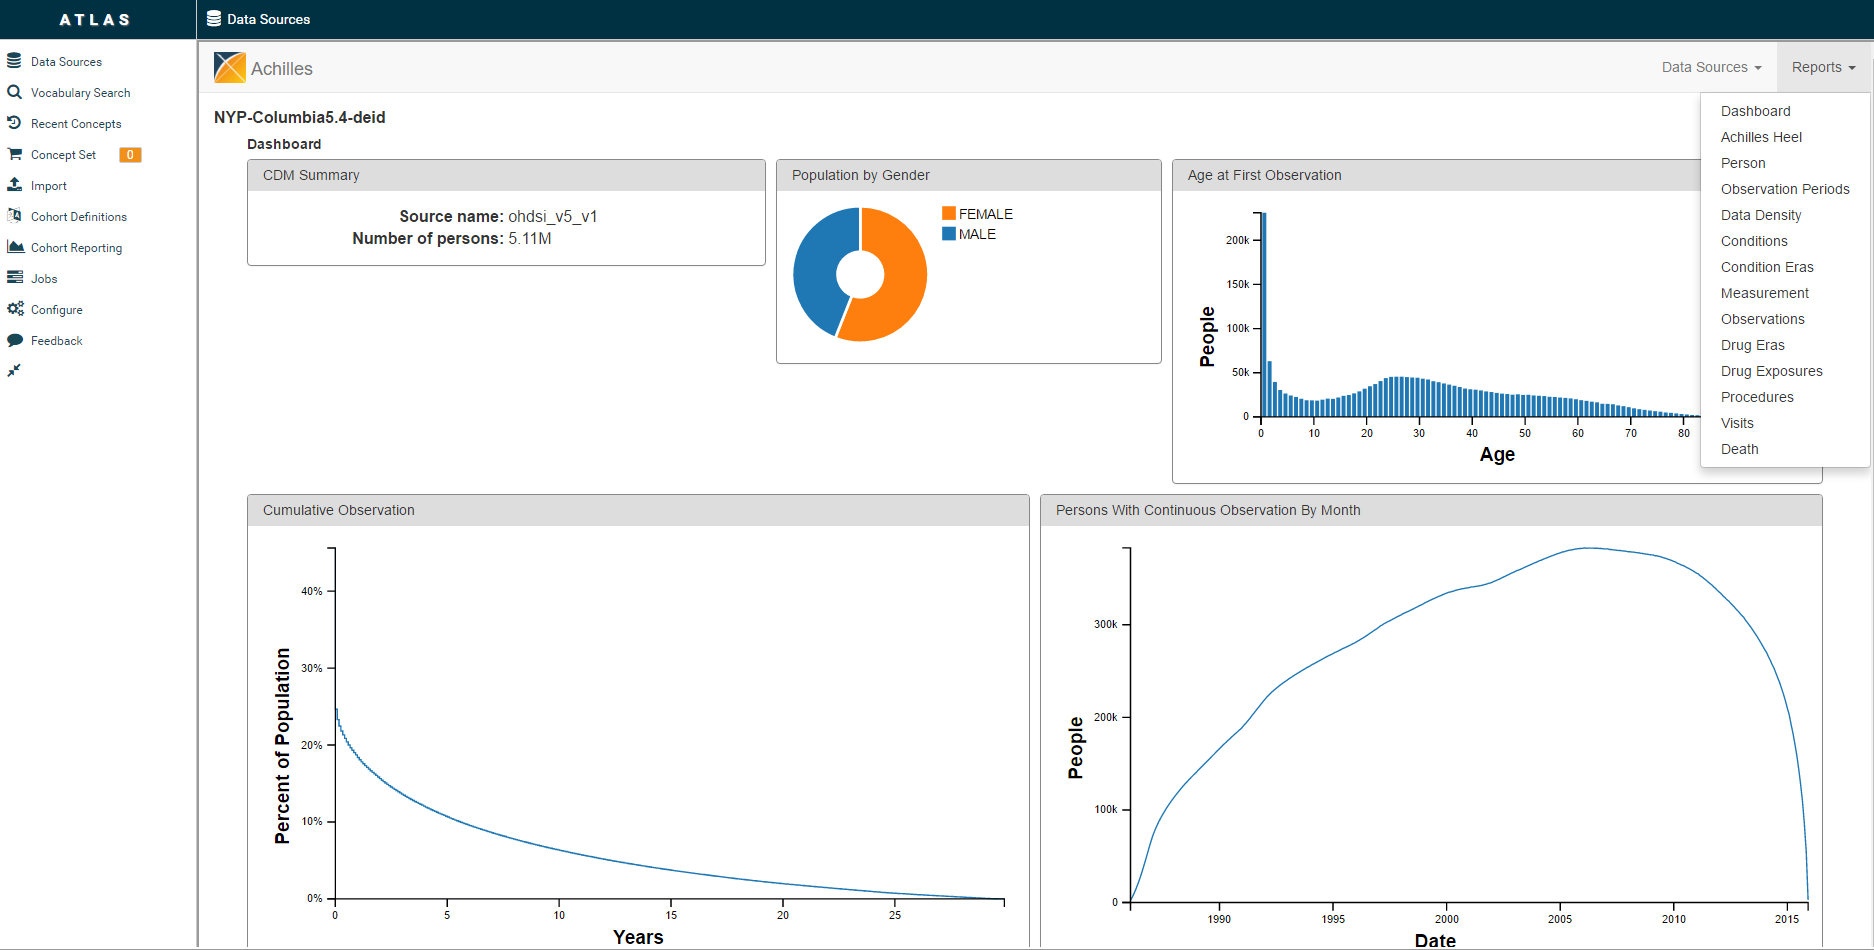 ATLAS
Data Sources
Data Sources
Vocabulary Search
Recent Concepts
Concept Set 0
Import
Cohort Definitions
Cohort Reporting
Jobs
Configure
Feedback
Achilles
Data Sources
Reports
Dashboard
Achilles Heel
Person
Observation Periods
Data Density
Conditions
Condition Eras
Measurement
Observations
Drug Eras
Drug Exposures
Procedures
Visits
Death
NYP-Columbia5.4-deid
Dashboard
CDM Summary
Source name: ohdsi_v5_v1
Number of persons: 5.11M
Population by Gender
FEMALE
MALE
Age at First Observation
People
200k
150k
100k
50k
0
0 10 20 30 40 50 60 70 80
Age
Cumulative Observation
Percent of Population
40%
30%
20%
10%
0%
0 5 10 15 20 25
Years
Persons With Continuous Observation By Month
People
300k
200k
100k
0
1990 1995 2000 2005 2010 2015
Date